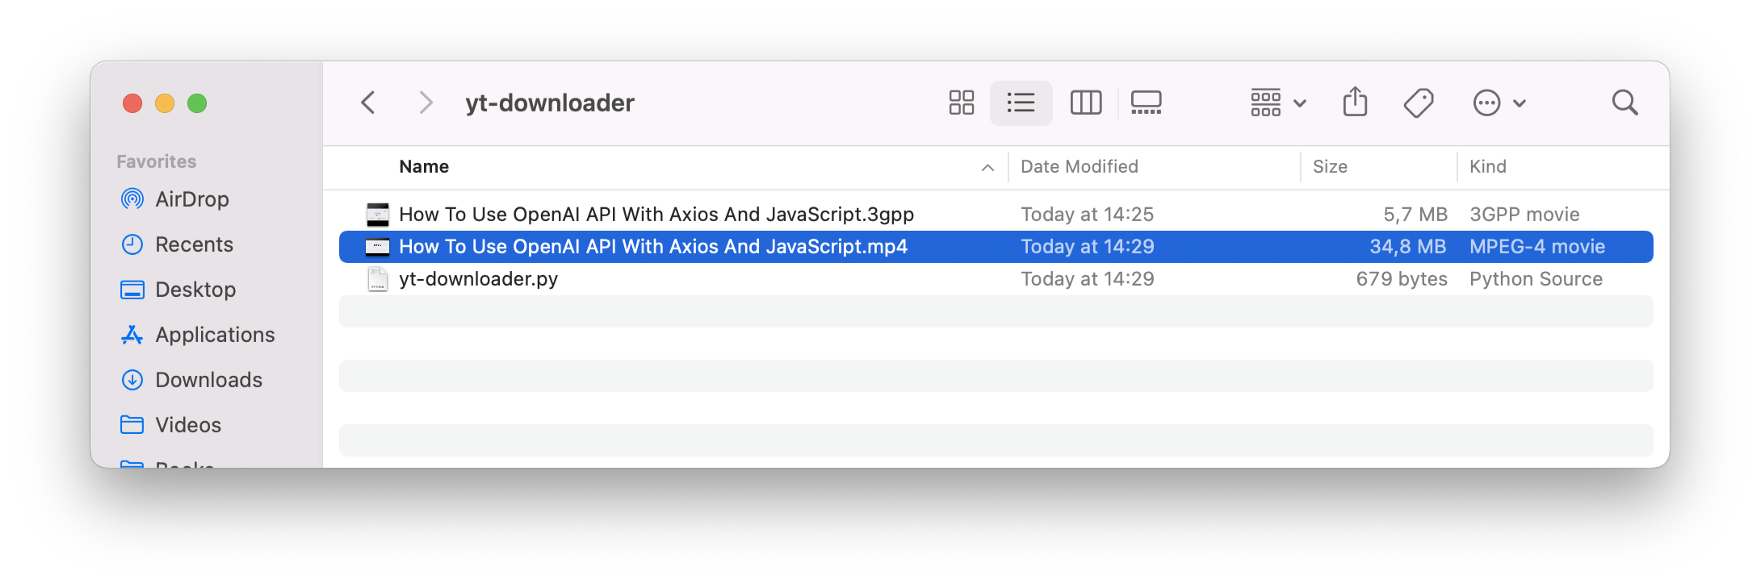 yt-downloader
Favorites
AirDrop
Recents
Desktop
Applications
Downloads
Videos
Books
Name Date Modified Size Kind
How To Use OpenAI API With Axios And JavaScript.3gpp Today at 14:25 5,7 MB 3GPP movie
How To Use OpenAI API With Axios And JavaScript.mp4 Today at 14:29 34,8 MB MPEG-4 movie
yt-downloader.py Today at 14:29 679 bytes Python Source